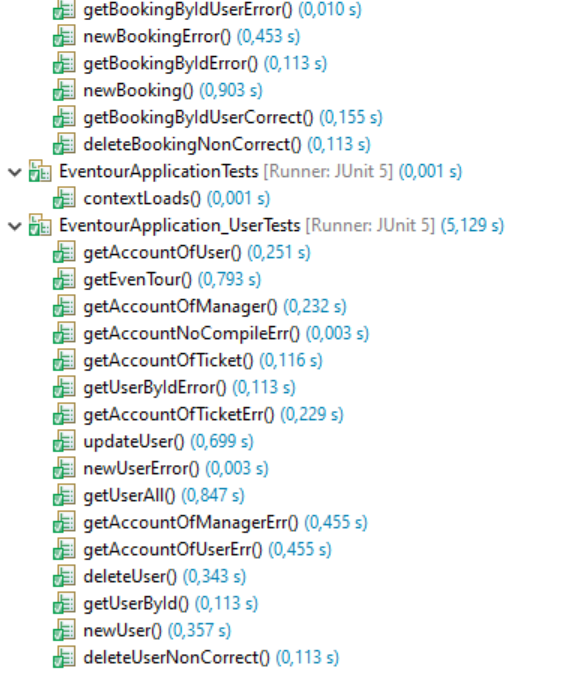 getBookingByIdUserError() (0,010 s)
newBookingError() (0,453 s)
getBookingByIdError() (0,113 s)
newBooking() (0,903 s)
getBookingByIdUserCorrect() (0,155 s)
deleteBookingNonCorrect() (0,113 s)
EventourApplicationTests [Runner: JUnit 5] (0,001 s)
contextLoads() (0,001 s)
EventourApplication_UserTests [Runner: JUnit 5] (5,129 s)
getAccountOfUser() (0,251 s)
getEvenTour() (0,793 s)
getAccountOfManager() (0,232 s)
getAccountNoCompileErr() (0,003 s)
getAccountOfTicket() (0,116 s)
getUserByIdError() (0,113 s)
getAccountOfTicketErr() (0,229 s)
updateUser() (0,699 s)
newUserError() (0,003 s)
getUserAll() (0,847 s)
getAccountOfManagerErr() (0,455 s)
getAccountOfUserErr() (0,455 s)
deleteUser() (0,343 s)
getUserById() (0,113 s)
newUser() (0,357 s)
deleteUserNonCorrect() (0,113 s)